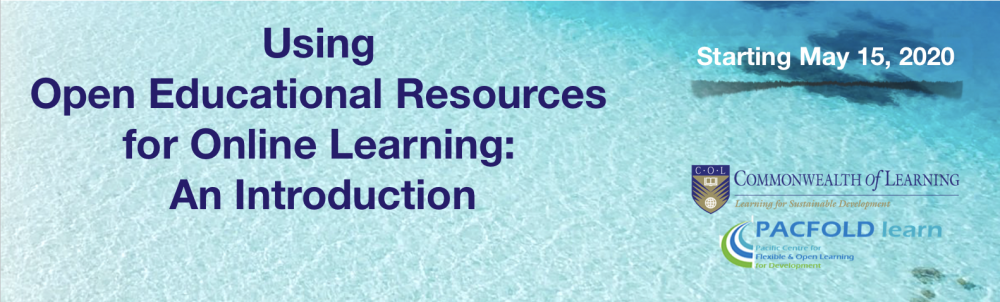 Using
Open Educational Resources
for Online Learning:
An Introduction
Starting May 15, 2020
C·O·L
COMMONWEALTH of LEARNING
Learning for Sustainable Development
PACFOLD learn
Pacific Centre for
Flexible & Open Learning
for Development